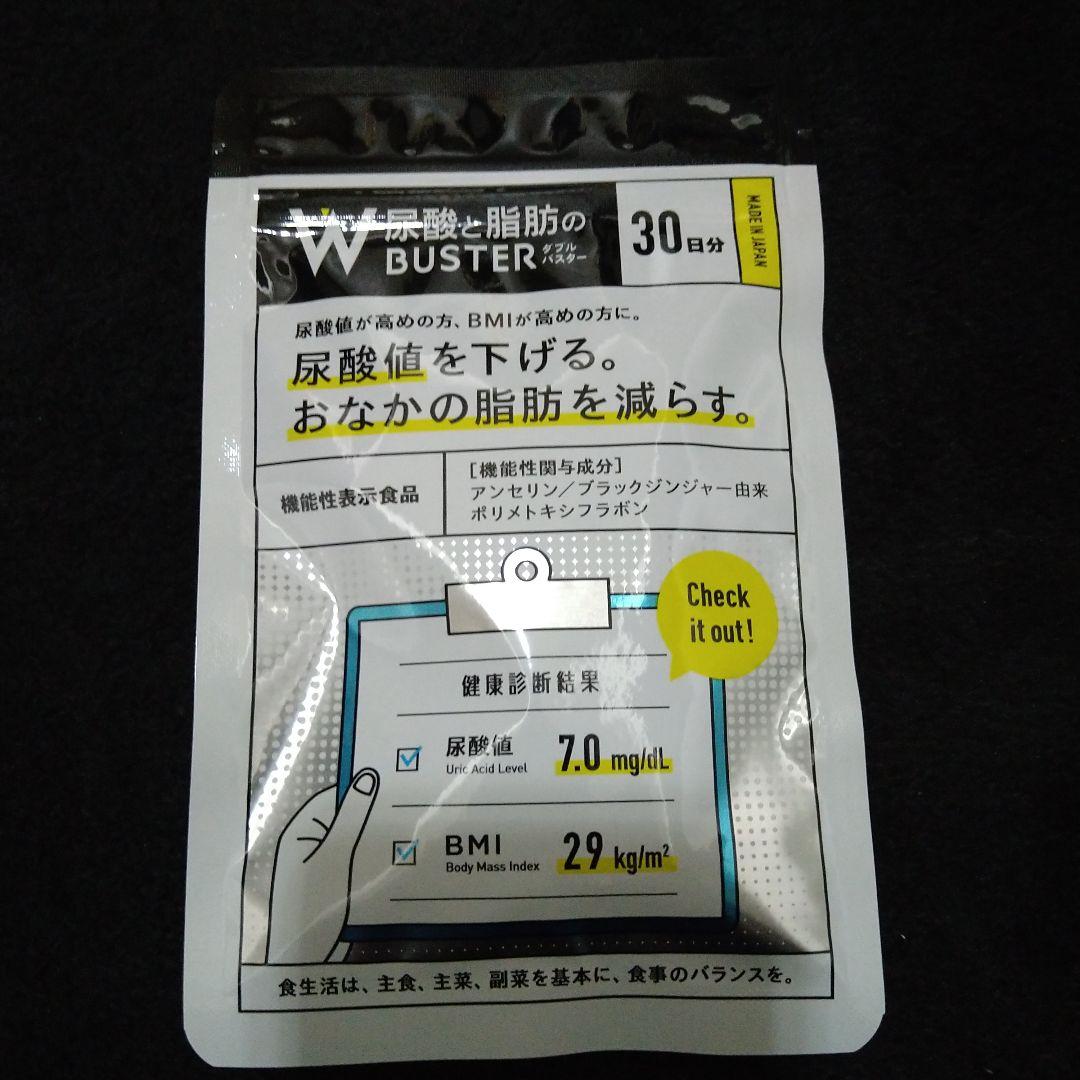 W 尿酸と脂肪の
BUSTER ダブル
バスター
30日分
MADE IN JAPAN
尿酸値が高めの方、BMIが高めの方に。
尿酸値を下げる。
おなかの脂肪を減らす。
機能性表示食品
[機能性関与成分]
アンセリン／ブラックジンジャー由来
ポリメトキシフラボン
Check
it out!
健康診断結果
尿酸値 7.0 mg/dL
Uric Acid Level
BMI 29 kg/m²
Body Mass Index
食生活は、主食、主菜、副菜を基本に、食事のバランスを。